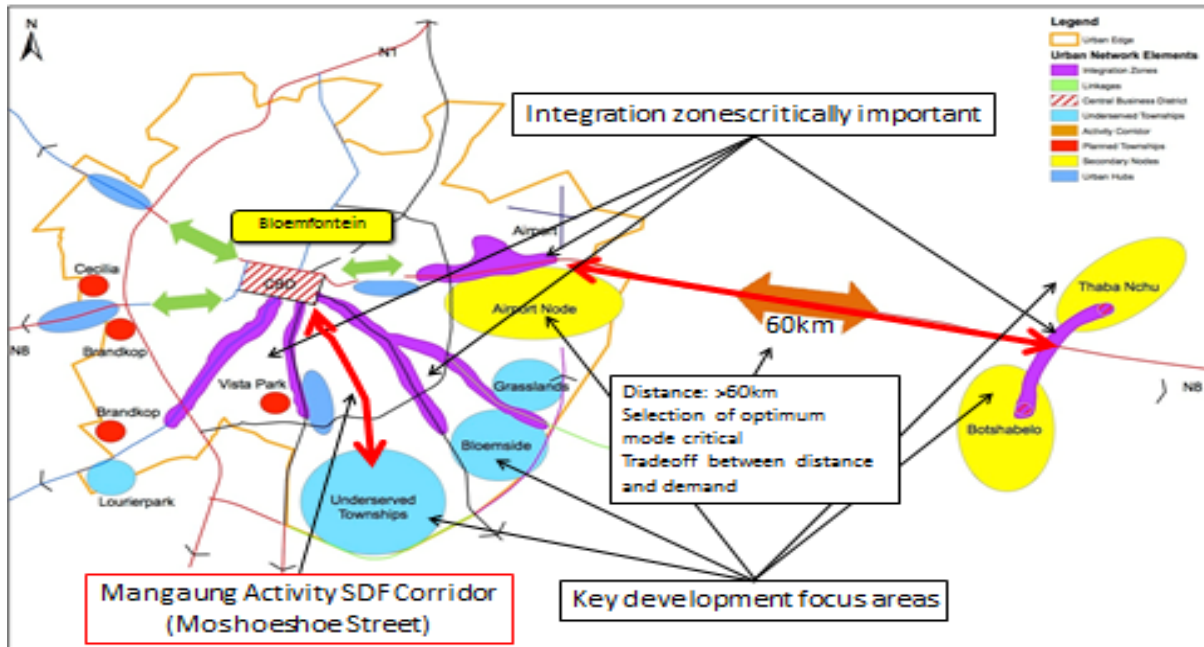 N
N1
Legend
Urban Edge
Urban Network Elements
Integration Zones
Linkages
Central Business District
Underserved Townships
Activity Corridor
Planned Townships
Secondary Nodes
Urban Hubs
Integration zonescritically important
Bloemfontein
Airport
Cecilia
CBD
Thaba Nchu
Airport Node
60km
N8
Brandkop
Vista Park
Grasslands
N8
Distance: >60km
Selection of optimum
mode critical
Tradeoff between distance
and demand
Brandkop
Botshabelo
Bloemside
Lourierpark
Underserved
Townships
Mangaung Activity SDF Corridor
(Moshoeshoe Street)
Key development focus areas